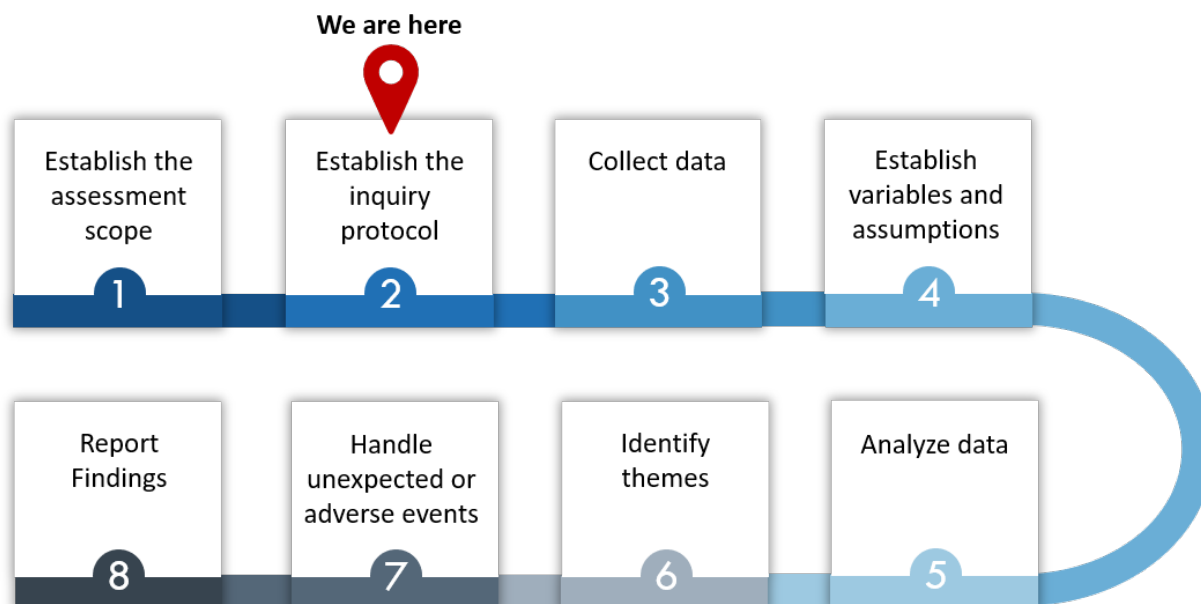 We are here
Establish the
assessment
scope
1
Establish the
inquiry
protocol
2
Collect data
3
Establish
variables and
assumptions
4
Analyze data
5
Identify
themes
6
Handle
unexpected or
adverse events
7
Report
Findings
8